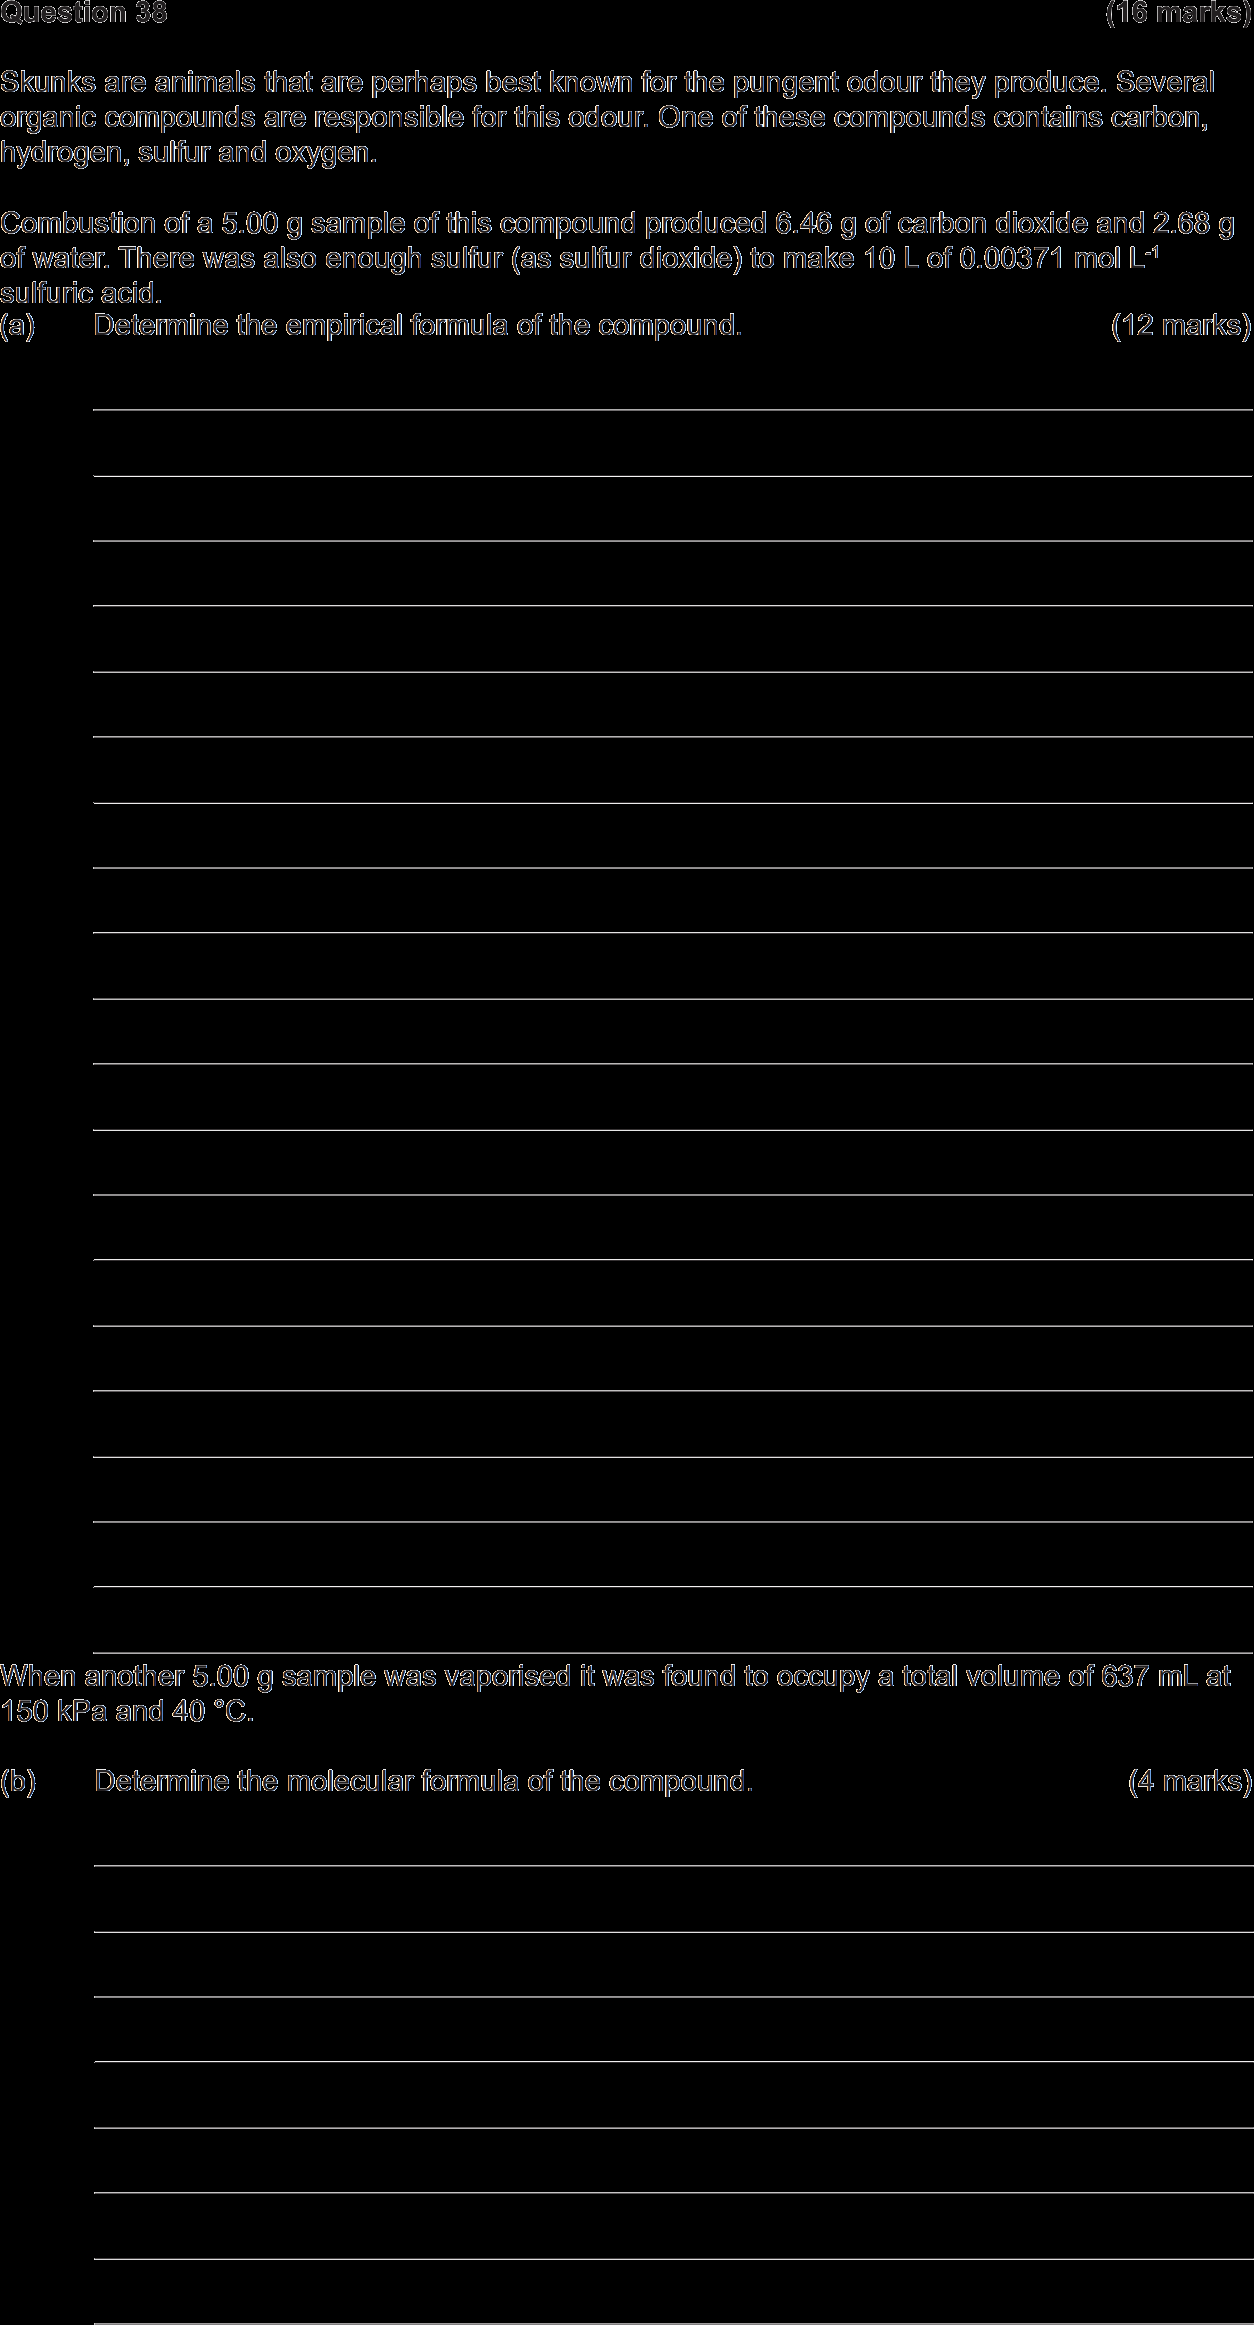 Question 38 (16 marks)
Skunks are animals that are perhaps best known for the pungent odour they produce. Several
organic compounds are responsible for this odour. One of these compounds contains carbon,
hydrogen, sulfur and oxygen.
Combustion of a 5.00 g sample of this compound produced 6.46 g of carbon dioxide and 2.68 g
of water. There was also enough sulfur (as sulfur dioxide) to make 10 L of 0.00371 mol L⁻¹
sulfuric acid.
(a) Determine the empirical formula of the compound. (12 marks)
When another 5.00 g sample was vaporised it was found to occupy a total volume of 637 mL at
150 kPa and 40 °C.
(b) Determine the molecular formula of the compound. (4 marks)